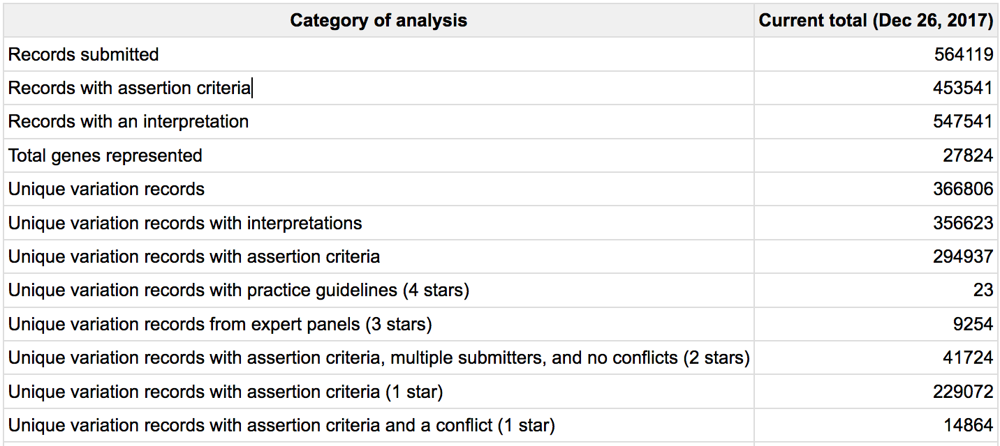 Category of analysis Current total (Dec 26, 2017)
Records submitted 564119
Records with assertion criteria 453541
Records with an interpretation 547541
Total genes represented 27824
Unique variation records 366806
Unique variation records with interpretations 356623
Unique variation records with assertion criteria 294937
Unique variation records with practice guidelines (4 stars) 23
Unique variation records from expert panels (3 stars) 9254
Unique variation records with assertion criteria, multiple submitters, and no conflicts (2 stars) 41724
Unique variation records with assertion criteria (1 star) 229072
Unique variation records with assertion criteria and a conflict (1 star) 14864